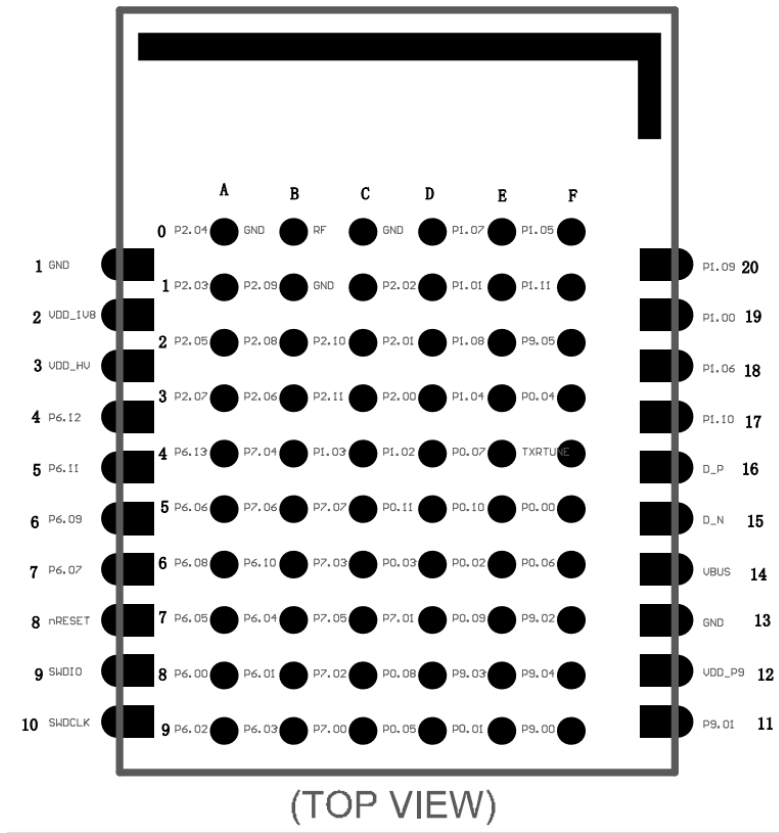 A B C D E F
0 P2.04 GND RF GND P1.07 P1.05
1 GND P1.09 20
1 P2.03 P2.09 GND P2.02 P1.01 P1.11
2 VDD_1V8 P1.00 19
2 P2.05 P2.08 P2.10 P2.01 P1.08 P9.05
3 VDD_HV P1.06 18
3 P2.07 P2.06 P2.11 P2.00 P1.04 P0.04
4 P6.12 P1.10 17
4 P6.13 P7.04 P1.03 P1.02 P0.07 TXRTUNE
5 P6.11 D_P 16
5 P6.06 P7.06 P7.07 P0.11 P0.10 P0.00
6 P6.09 D_N 15
6 P6.08 P6.10 P7.03 P0.03 P0.02 P0.06
7 P6.07 VBUS 14
7 P6.05 P6.04 P7.05 P7.01 P0.09 P9.02
8 nRESET GND 13
8 P6.00 P6.01 P7.02 P0.08 P9.03 P9.04
9 SWDIO VDD_P9 12
9 P6.02 P6.03 P7.00 P0.05 P0.01 P9.00
10 SWDCLK P9.01 11
(TOP VIEW)